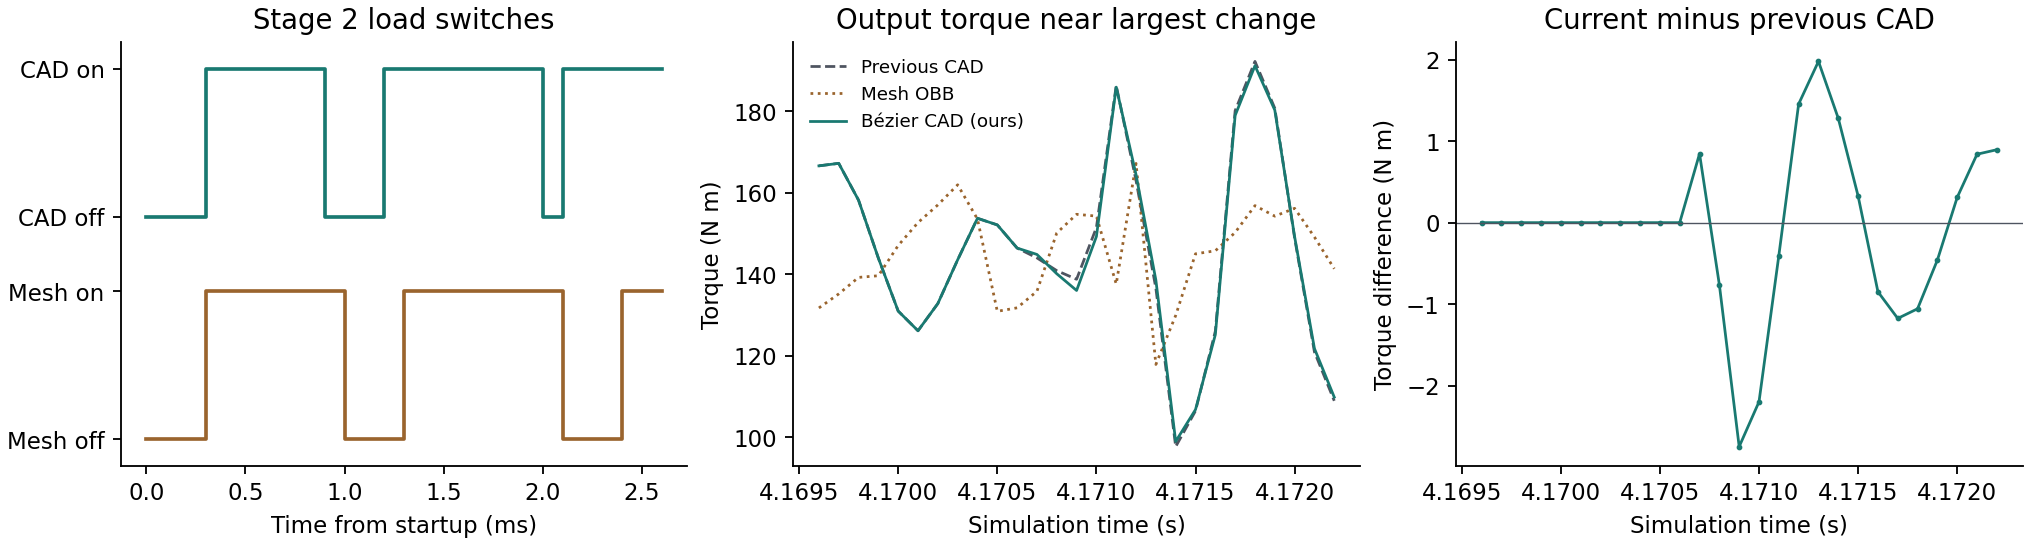 Stage 2 load switches
CAD on
CAD off
Mesh on
Mesh off
0.0 0.5 1.0 1.5 2.0 2.5
Time from startup (ms)
Output torque near largest change
Previous CAD
Mesh OBB
Bézier CAD (ours)
Torque (N m)
180
160
140
120
100
4.1695 4.1700 4.1705 4.1710 4.1715 4.1720
Simulation time (s)
Current minus previous CAD
Torque difference (N m)
2
1
0
−1
−2
4.1695 4.1700 4.1705 4.1710 4.1715 4.1720
Simulation time (s)